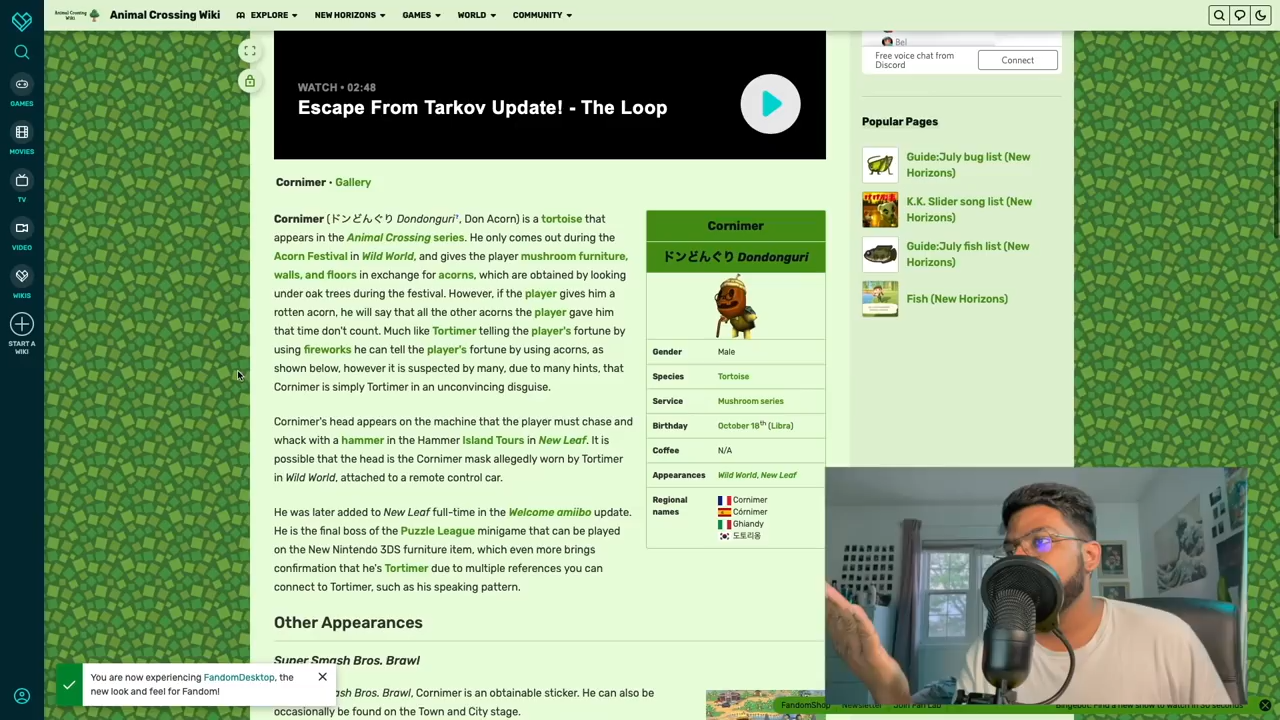 Animal Crossing Wiki
EXPLORE
NEW HORIZONS
GAMES
WORLD
COMMUNITY
GAMES
MOVIES
TV
VIDEO
WIKIS
START A
WIKI
WATCH • 02:48
Escape From Tarkov Update! - The Loop
Cornimer • Gallery
Cornimer (ドンどんぐり Dondonguri?, Don Acorn) is a tortoise that
appears in the Animal Crossing series. He only comes out during the
Acorn Festival in Wild World, and gives the player mushroom furniture,
walls, and floors in exchange for acorns, which are obtained by looking
under oak trees during the festival. However, if the player gives him a
rotten acorn, he will say that all the other acorns the player gave him
that time don't count. Much like Tortimer telling the player's fortune by
using fireworks he can tell the player's fortune by using acorns, as
shown below, however it is suspected by many, due to many hints, that
Cornimer is simply Tortimer in an unconvincing disguise.
Cornimer's head appears on the machine that the player must chase and
whack with a hammer in the Hammer Island Tours in New Leaf. It is
possible that the head is the Cornimer mask allegedly worn by Tortimer
in Wild World, attached to a remote control car.
He was later added to New Leaf full-time in the Welcome amiibo update.
He is the final boss of the Puzzle League minigame that can be played
on the New Nintendo 3DS furniture item, which even more brings
confirmation that he's Tortimer due to multiple references you can
connect to Tortimer, such as his speaking pattern.
Other Appearances
Super Smash Bros. Brawl
ash Bros. Brawl, Cornimer is an obtainable sticker. He can also be
occasionally be found on the Town and City stage.
You are now experiencing FandomDesktop, the
new look and feel for Fandom!
Cornimer
ドンどんぐり Dondonguri
Gender Male
Species Tortoise
Service Mushroom series
Birthday October 18th (Libra)
Coffee N/A
Appearances Wild World, New Leaf
Regional
names
Cornimer
Córnimer
Ghiandy
도토리옹
Bel
Free voice chat from
Discord
Connect
Popular Pages
Guide:July bug list (New
Horizons)
K.K. Slider song list (New
Horizons)
Guide:July fish list (New
Horizons)
Fish (New Horizons)
FandomShop
Newsletter
Join Fan Lab
Bingebot: Find a new show to watch in 30 seconds